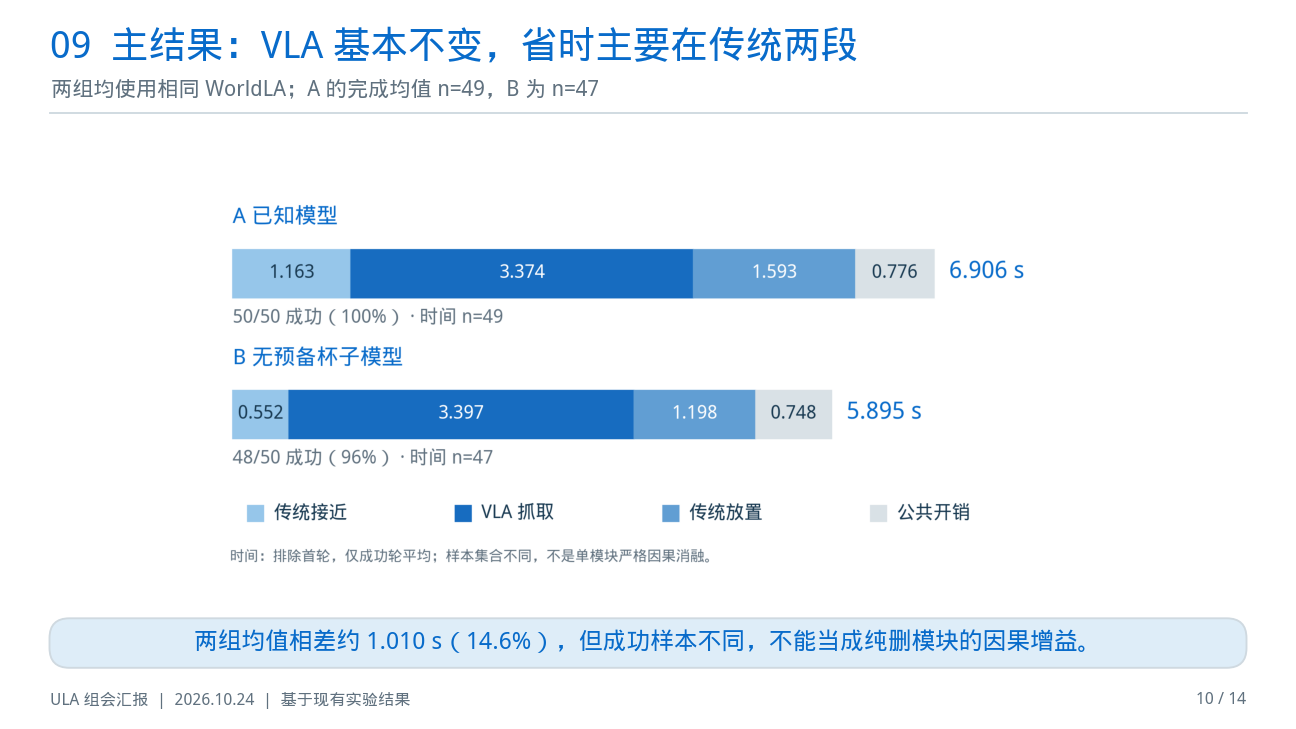 09 主结果：VLA 基本不变，省时主要在传统两段
两组均使用相同 WorldLA；A 的完成均值 n=49，B 为 n=47
A 已知模型
1.163 3.374 1.593 0.776 6.906 s
50/50 成功（100%）· 时间 n=49
B 无预备杯子模型
0.552 3.397 1.198 0.748 5.895 s
48/50 成功（96%）· 时间 n=47
传统接近 VLA 抓取 传统放置 公共开销
时间：排除首轮，仅成功轮平均；样本集合不同，不是单模块严格因果消融。
两组均值相差约 1.010 s（14.6%），但成功样本不同，不能当成纯删模块的因果增益。
ULA 组会汇报 | 2026.10.24 | 基于现有实验结果
10 / 14